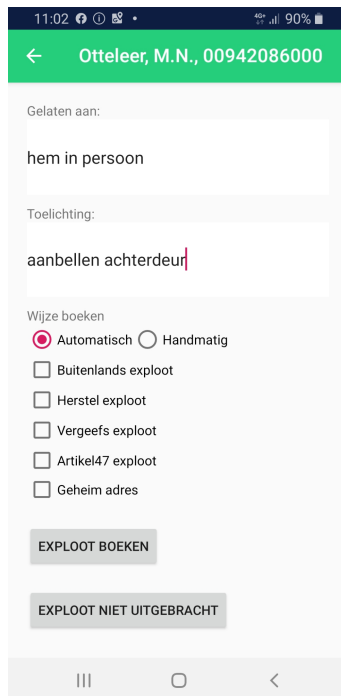 11:02 90%
Otteleer, M.N., 00942086000
Gelaten aan:
hem in persoon
Toelichting:
aanbellen achterdeur
Wijze boeken
Automatisch Handmatig
Buitenlands exploot
Herstel exploot
Vergeefs exploot
Artikel47 exploot
Geheim adres
EXPLOOT BOEKEN
EXPLOOT NIET UITGEBRACHT